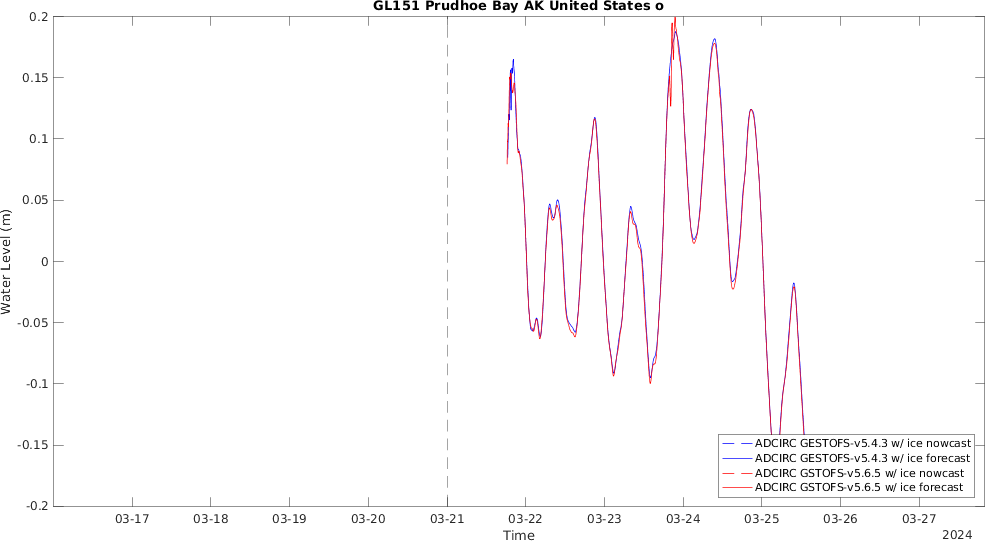 GL151 Prudhoe Bay AK United States o
0.2
0.15
0.1
0.05
0
-0.05
-0.1
-0.15
-0.2
Water Level (m)
03-17 03-18 03-19 03-20 03-21 03-22 03-23 03-24 03-25 03-26 03-27
Time
2024
ADCIRC GESTOFS-v5.4.3 w/ ice nowcast
ADCIRC GESTOFS-v5.4.3 w/ ice forecast
ADCIRC GSTOFS-v5.6.5 w/ ice nowcast
ADCIRC GSTOFS-v5.6.5 w/ ice forecast